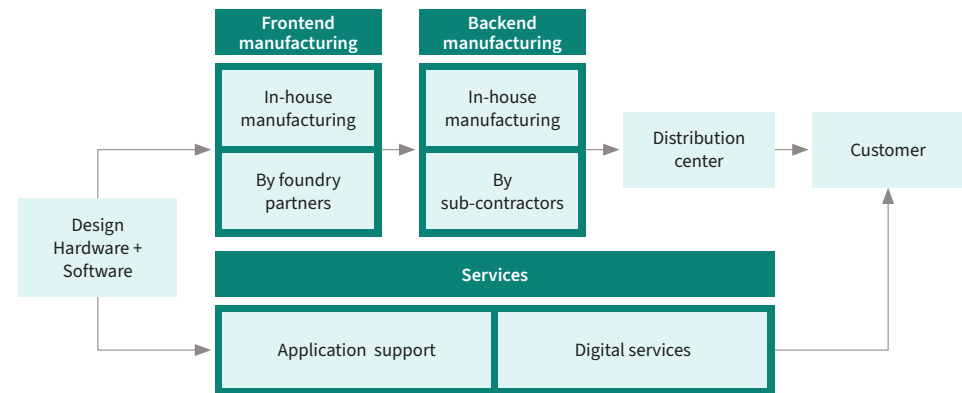 Frontend
manufacturing
Backend
manufacturing
In-house
manufacturing
By foundry
partners
In-house
manufacturing
By
sub-contractors
Distribution
center
Customer
Design
Hardware +
Software
Services
Application support
Digital services